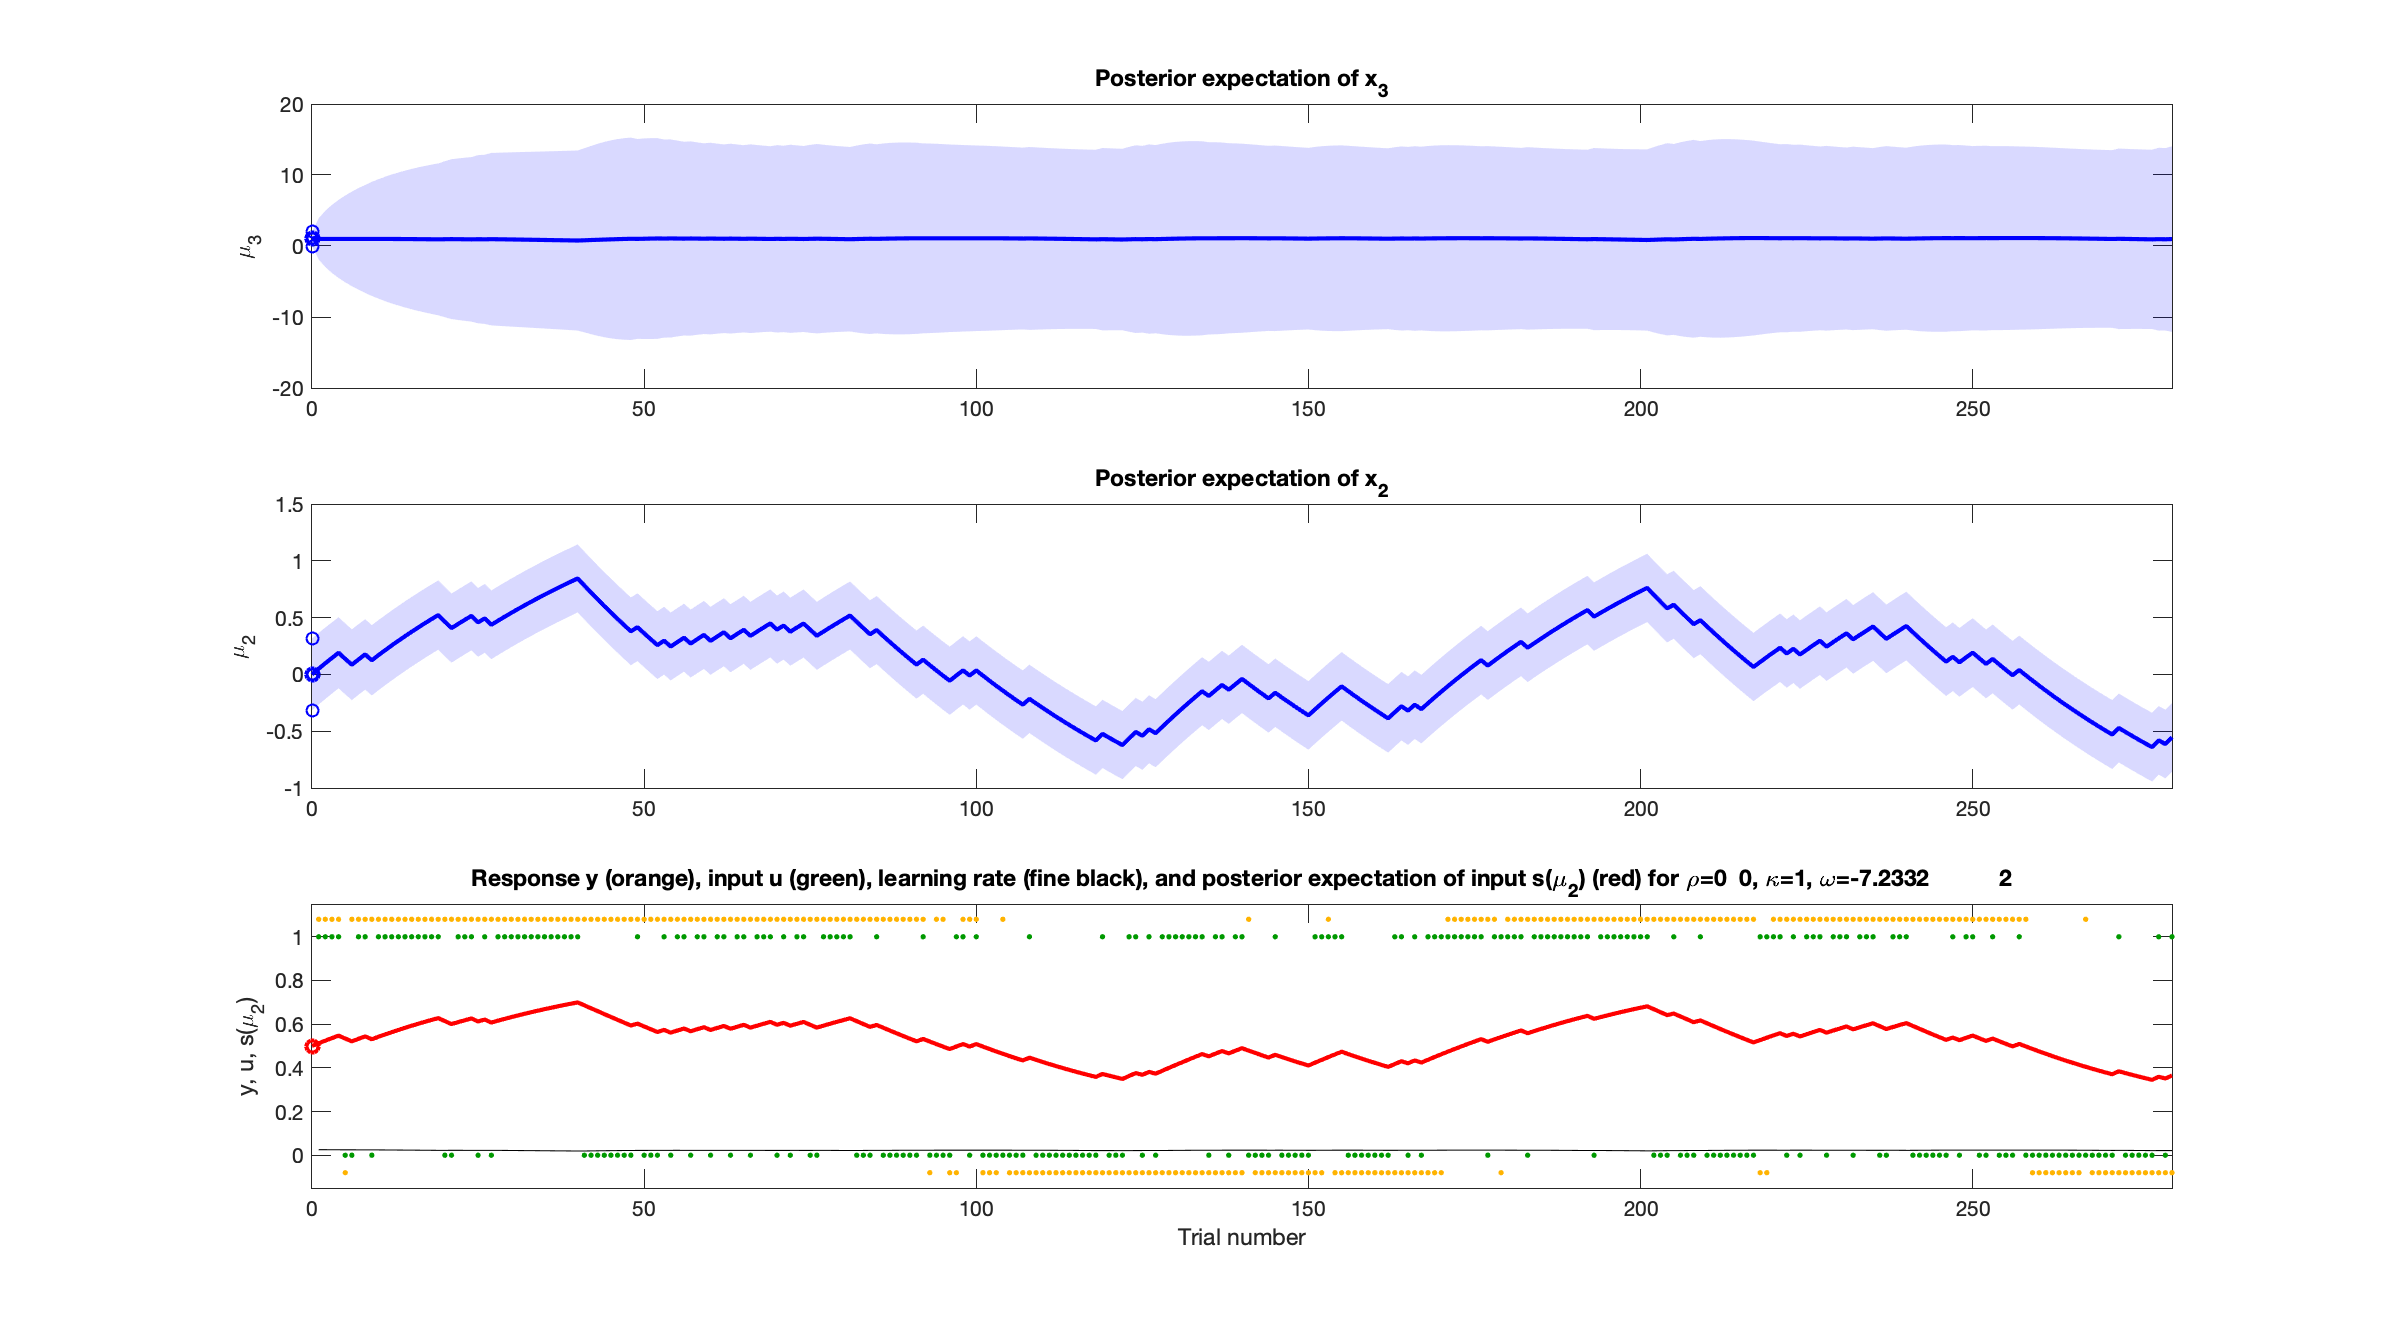 Posterior expectation of x3
20
10
0
-10
-20
μ3
0 50 100 150 200 250
Posterior expectation of x2
1.5
1
0.5
0
-0.5
-1
μ2
0 50 100 150 200 250
Response y (orange), input u (green), learning rate (fine black), and posterior expectation of input s(μ2) (red) for ρ=0 0, κ=1, ω=-7.2332 2
1
0.8
0.6
0.4
0.2
0
y, u, s(μ2)
0 50 100 150 200 250
Trial number